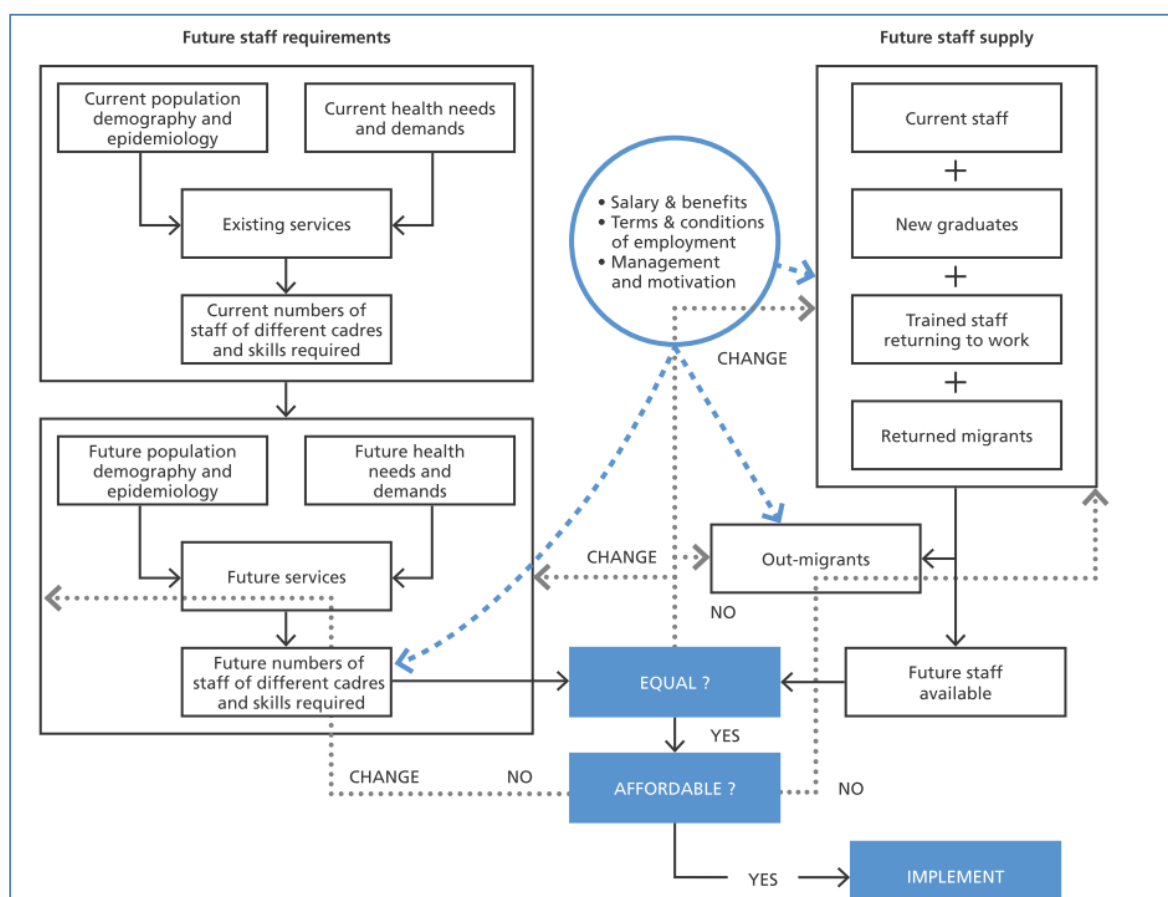 Future staff requirements
Future staff supply
Current population
demography and
epidemiology
Current health needs
and demands
Existing services
Current numbers of
staff of different cadres
and skills required
Future population
demography and
epidemiology
Future health
needs and
demands
Future services
Future numbers of
staff of different cadres
and skills required
• Salary & benefits
• Terms & conditions
of employment
• Management
and motivation
Current staff
+
New graduates
+
Trained staff
returning to work
+
Returned migrants
CHANGE
CHANGE
Out-migrants
NO
EQUAL ?
Future staff
available
YES
CHANGE
NO
AFFORDABLE ?
NO
YES
IMPLEMENT